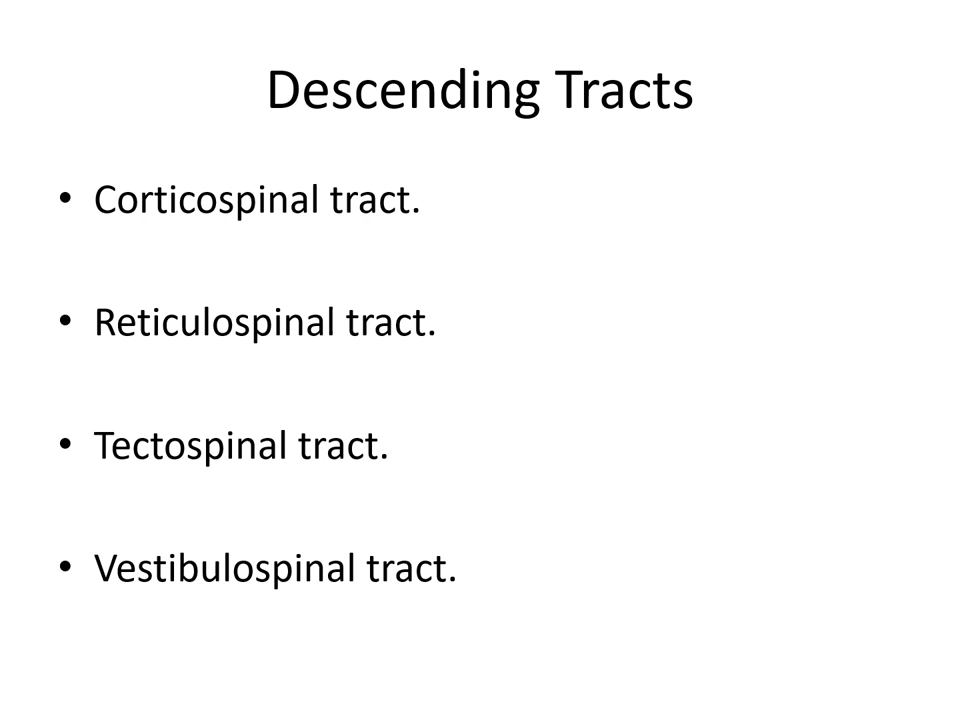 Descending Tracts
• Corticospinal tract.
• Reticulospinal tract.
• Tectospinal tract.
• Vestibulospinal tract.